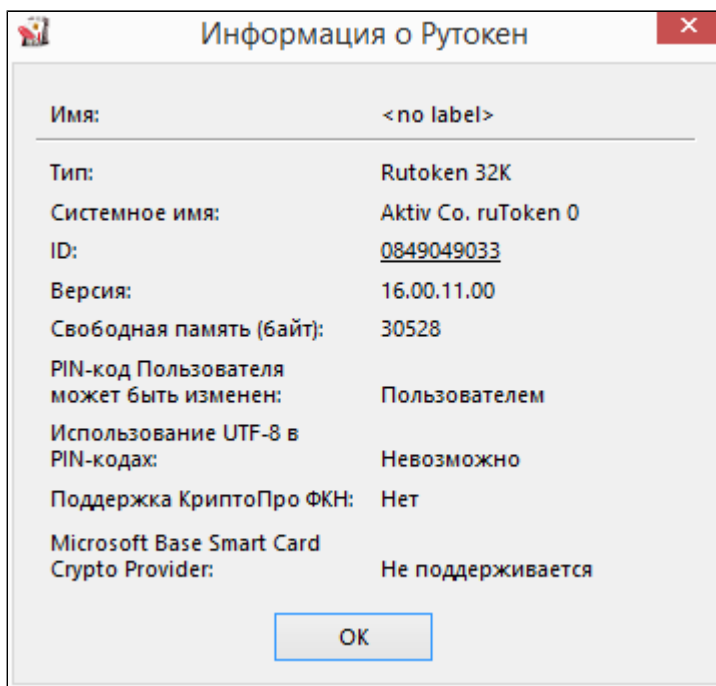 Информация о Рутокен
Имя: <no label>
Тип: Rutoken 32K
Системное имя: Aktiv Co. ruToken 0
ID: 0849049033
Версия: 16.00.11.00
Свободная память (байт): 30528
PIN-код Пользователя
может быть изменен: Пользователем
Использование UTF-8 в
PIN-кодах: Невозможно
Поддержка КриптоПро ФКН: Нет
Microsoft Base Smart Card
Crypto Provider: Не поддерживается
OK